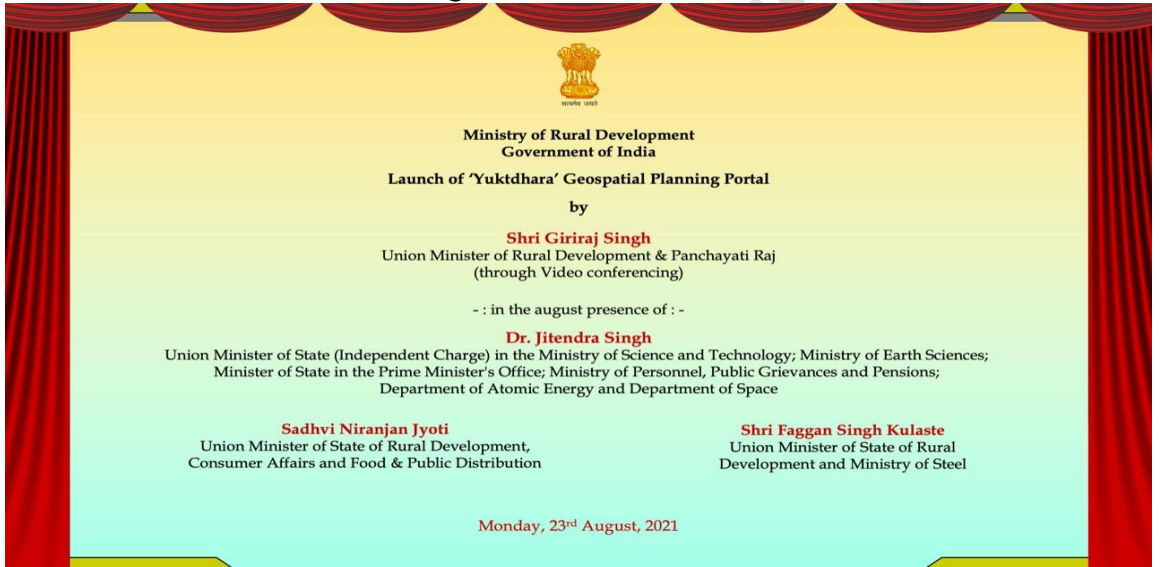 सत्यमेव जयते
Ministry of Rural Development
Government of India
Launch of ‘Yuktdhara’ Geospatial Planning Portal
by
Shri Giriraj Singh
Union Minister of Rural Development & Panchayati Raj
(through Video conferencing)
- : in the august presence of : -
Dr. Jitendra Singh
Union Minister of State (Independent Charge) in the Ministry of Science and Technology; Ministry of Earth Sciences;
Minister of State in the Prime Minister's Office; Ministry of Personnel, Public Grievances and Pensions;
Department of Atomic Energy and Department of Space
Sadhvi Niranjan Jyoti
Union Minister of State of Rural Development,
Consumer Affairs and Food & Public Distribution
Shri Faggan Singh Kulaste
Union Minister of State of Rural
Development and Ministry of Steel
Monday, 23rd August, 2021